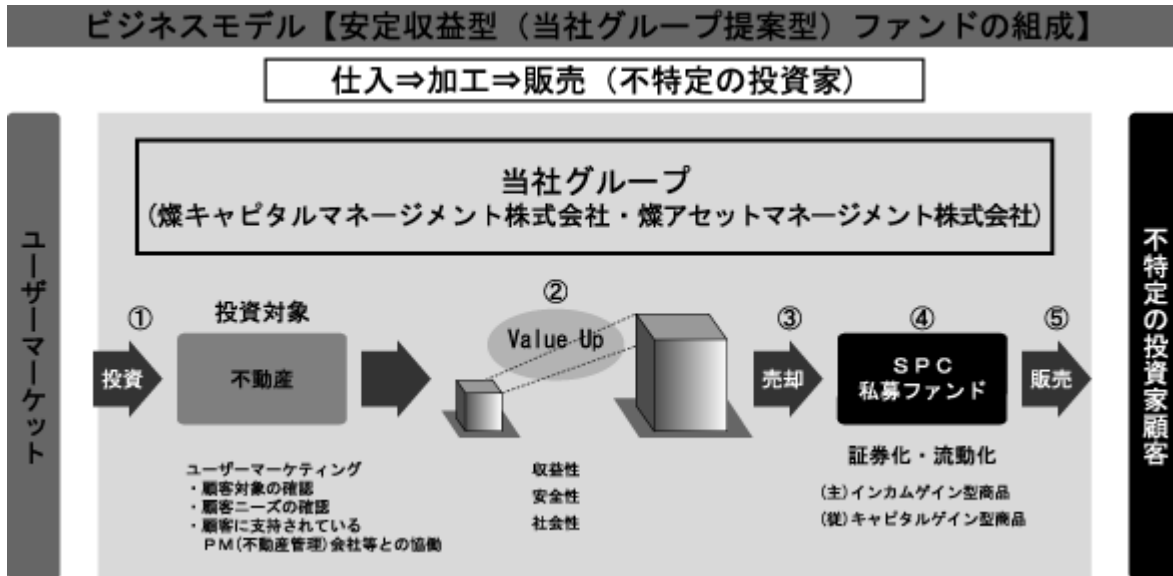 ビジネスモデル【安定収益型（当社グループ提案型）ファンドの組成】
仕入⇒加工⇒販売（不特定の投資家）
ユーザーマーケット
当社グループ
(燦キャピタルマネージメント株式会社・燦アセットマネージメント株式会社)
①
投資
投資対象
不動産
ユーザーマーケティング
・顧客対象の確認
・顧客ニーズの確認
・顧客に支持されている
ＰＭ(不動産管理)会社等との協働
②
Value Up
収益性
安全性
社会性
③
売却
④
ＳＰＣ
私募ファンド
証券化・流動化
(主)インカムゲイン型商品
(従)キャピタルゲイン型商品
⑤
販売
不特定の投資家顧客